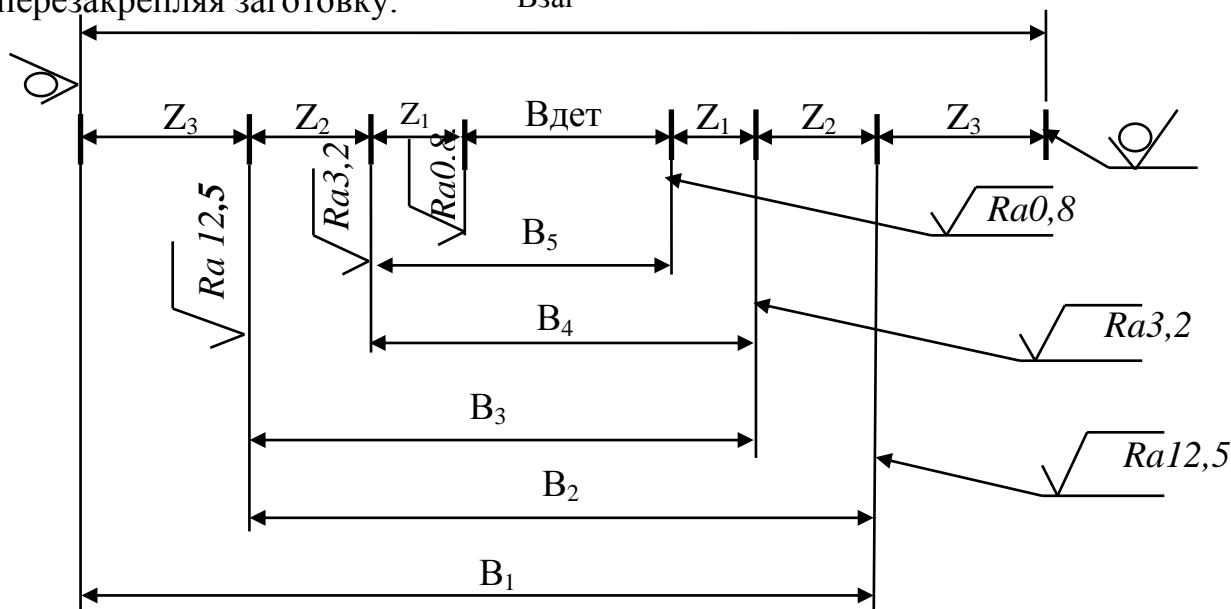 перезакрепляя заготовку.
Bзаг
Z3 Z2 Z1 Bдет Z1 Z2 Z3
Ra 12,5
Ra3,2
Ra0.8.
Ra0,8
B5
B4
Ra3,2
B3
Ra12,5
B2
B1